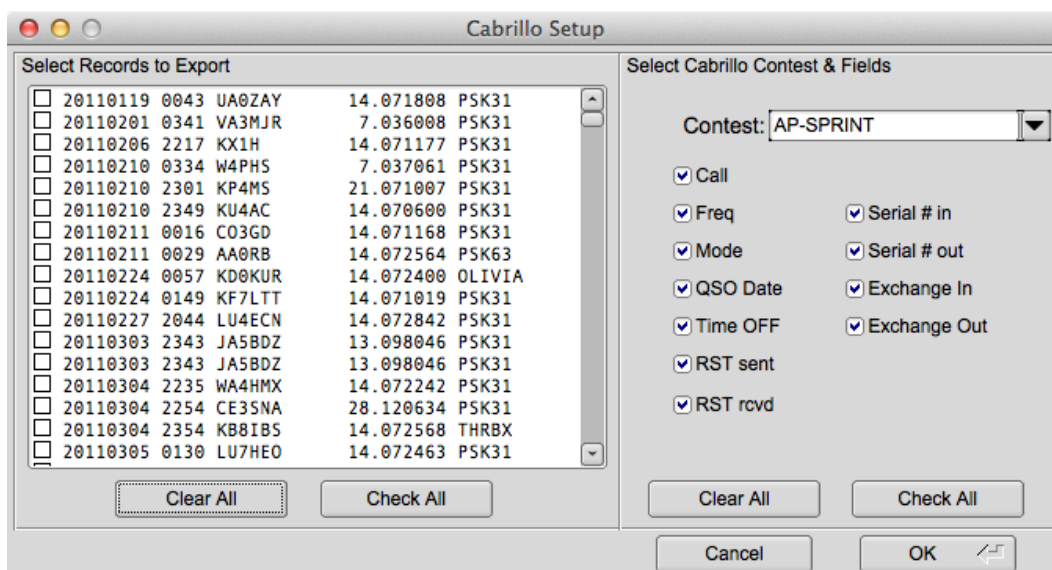 Cabrillo Setup
Select Records to Export
20110119 0043 UA0ZAY 14.071808 PSK31
20110201 0341 VA3MJR 7.036008 PSK31
20110206 2217 KX1H 14.071177 PSK31
20110210 0334 W4PHS 7.037061 PSK31
20110210 2301 KP4MS 21.071007 PSK31
20110210 2349 KU4AC 14.070600 PSK31
20110211 0016 CO3GD 14.071168 PSK31
20110211 0029 AA0RB 14.072564 PSK63
20110224 0057 KD0KUR 14.072400 OLIVIA
20110224 0149 KF7LTT 14.071019 PSK31
20110227 2044 LU4ECN 14.072842 PSK31
20110303 2343 JA5BDZ 13.098046 PSK31
20110303 2343 JA5BDZ 13.098046 PSK31
20110304 2235 WA4HMX 14.072242 PSK31
20110304 2254 CE3SNA 28.120634 PSK31
20110304 2354 KB8IBS 14.072568 THRBX
20110305 0130 LU7HEO 14.072463 PSK31
Clear All
Check All
Select Cabrillo Contest & Fields
Contest: AP-SPRINT
Call
Freq
Serial # in
Mode
Serial # out
QSO Date
Exchange In
Time OFF
Exchange Out
RST sent
RST rcvd
Clear All
Check All
Cancel
OK